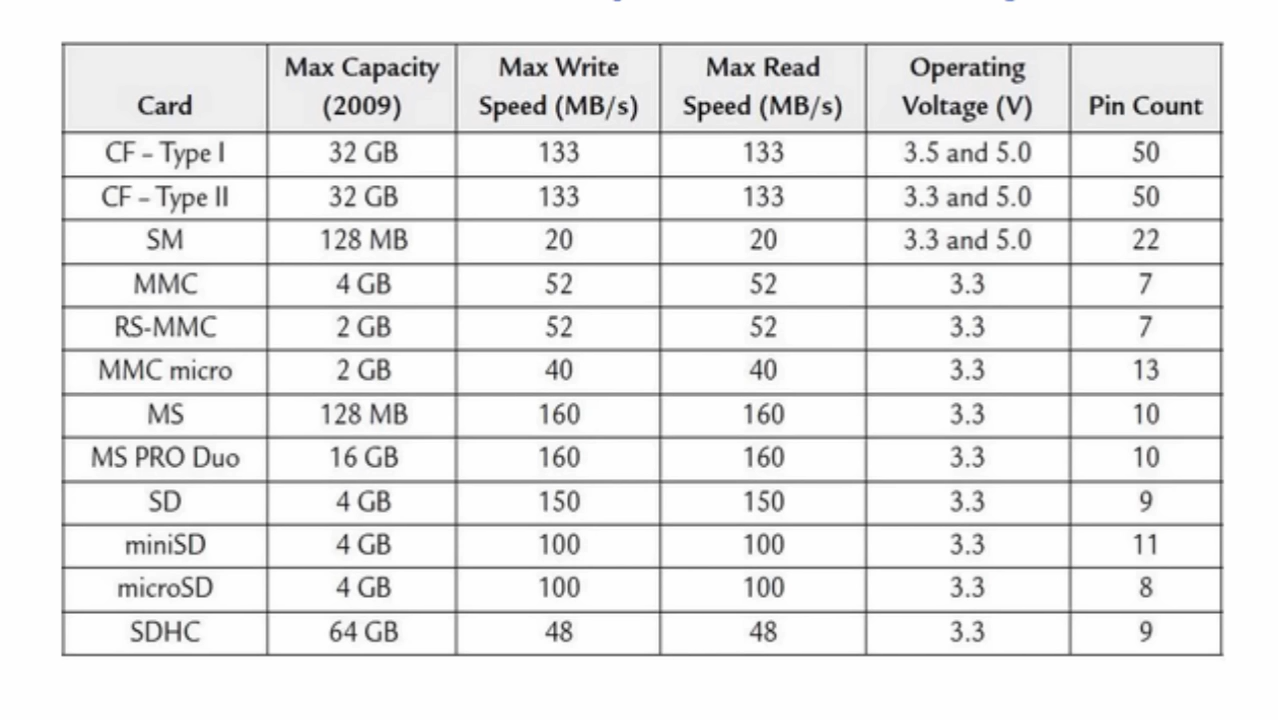 Card Max Capacity (2009) Max Write Speed (MB/s) Max Read Speed (MB/s) Operating Voltage (V) Pin Count
CF – Type I 32 GB 133 133 3.5 and 5.0 50
CF – Type II 32 GB 133 133 3.3 and 5.0 50
SM 128 MB 20 20 3.3 and 5.0 22
MMC 4 GB 52 52 3.3 7
RS-MMC 2 GB 52 52 3.3 7
MMC micro 2 GB 40 40 3.3 13
MS 128 MB 160 160 3.3 10
MS PRO Duo 16 GB 160 160 3.3 10
SD 4 GB 150 150 3.3 9
miniSD 4 GB 100 100 3.3 11
microSD 4 GB 100 100 3.3 8
SDHC 64 GB 48 48 3.3 9